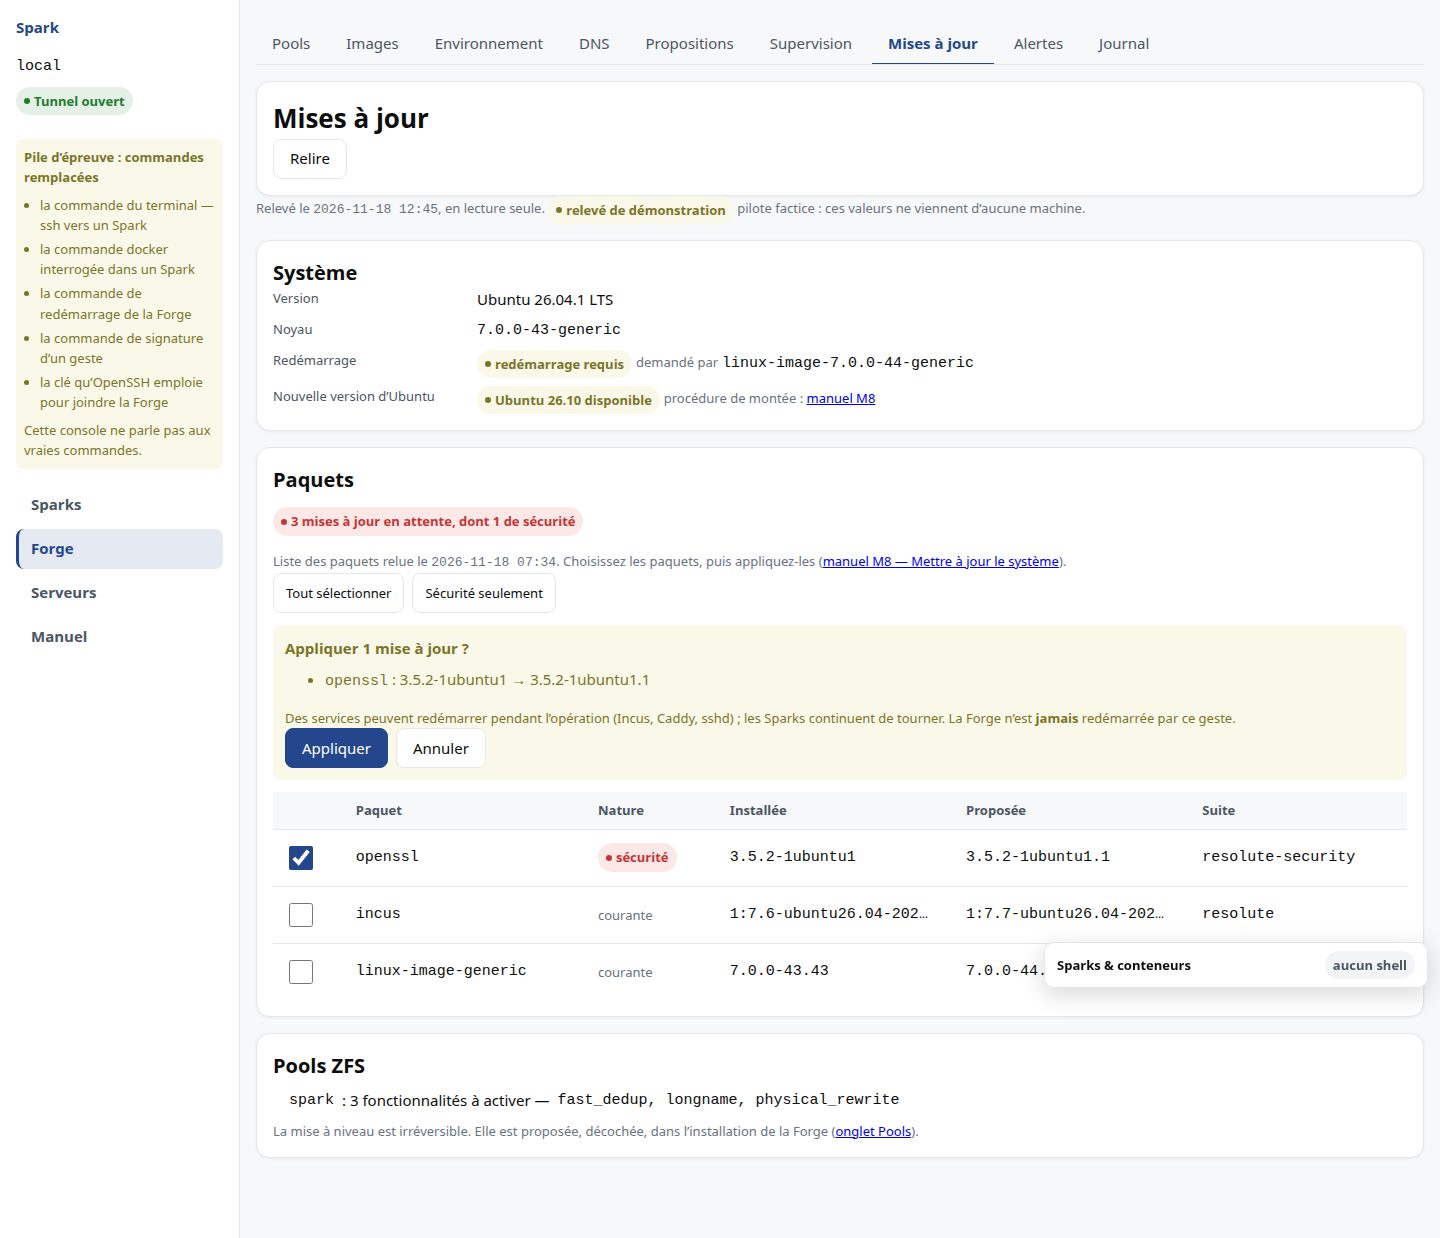 Spark
local
Tunnel ouvert
Pile d’épreuve : commandes
remplacées
la commande du terminal —
ssh vers un Spark
la commande docker
interrogée dans un Spark
la commande de
redémarrage de la Forge
la commande de signature
d’un geste
la clé qu’OpenSSH emploie
pour joindre la Forge
Cette console ne parle pas aux
vraies commandes.
Sparks
Forge
Serveurs
Manuel
Pools Images Environnement DNS Propositions Supervision Mises à jour Alertes Journal
Mises à jour
Relire
Relevé le 2026-11-18 12:45, en lecture seule. relevé de démonstration pilote factice : ces valeurs ne viennent d’aucune machine.
Système
Version Ubuntu 26.04.1 LTS
Noyau 7.0.0-43-generic
Redémarrage redémarrage requis demandé par linux-image-7.0.0-44-generic
Nouvelle version d’Ubuntu Ubuntu 26.10 disponible procédure de montée : manuel M8
Paquets
3 mises à jour en attente, dont 1 de sécurité
Liste des paquets relue le 2026-11-18 07:34. Choisissez les paquets, puis appliquez-les (manuel M8 — Mettre à jour le système).
Tout sélectionner Sécurité seulement
Appliquer 1 mise à jour ?
openssl : 3.5.2-1ubuntu1 → 3.5.2-1ubuntu1.1
Des services peuvent redémarrer pendant l’opération (Incus, Caddy, sshd) ; les Sparks continuent de tourner. La Forge n’est jamais redémarrée par ce geste.
Appliquer Annuler
Paquet Nature Installée Proposée Suite
openssl sécurité 3.5.2-1ubuntu1 3.5.2-1ubuntu1.1 resolute-security
incus courante 1:7.6-ubuntu26.04-202… 1:7.7-ubuntu26.04-202… resolute
linux-image-generic courante 7.0.0-43.43 7.0.0-44.
Sparks & conteneurs aucun shell
Pools ZFS
spark : 3 fonctionnalités à activer — fast_dedup, longname, physical_rewrite
La mise à niveau est irréversible. Elle est proposée, décochée, dans l’installation de la Forge (onglet Pools).